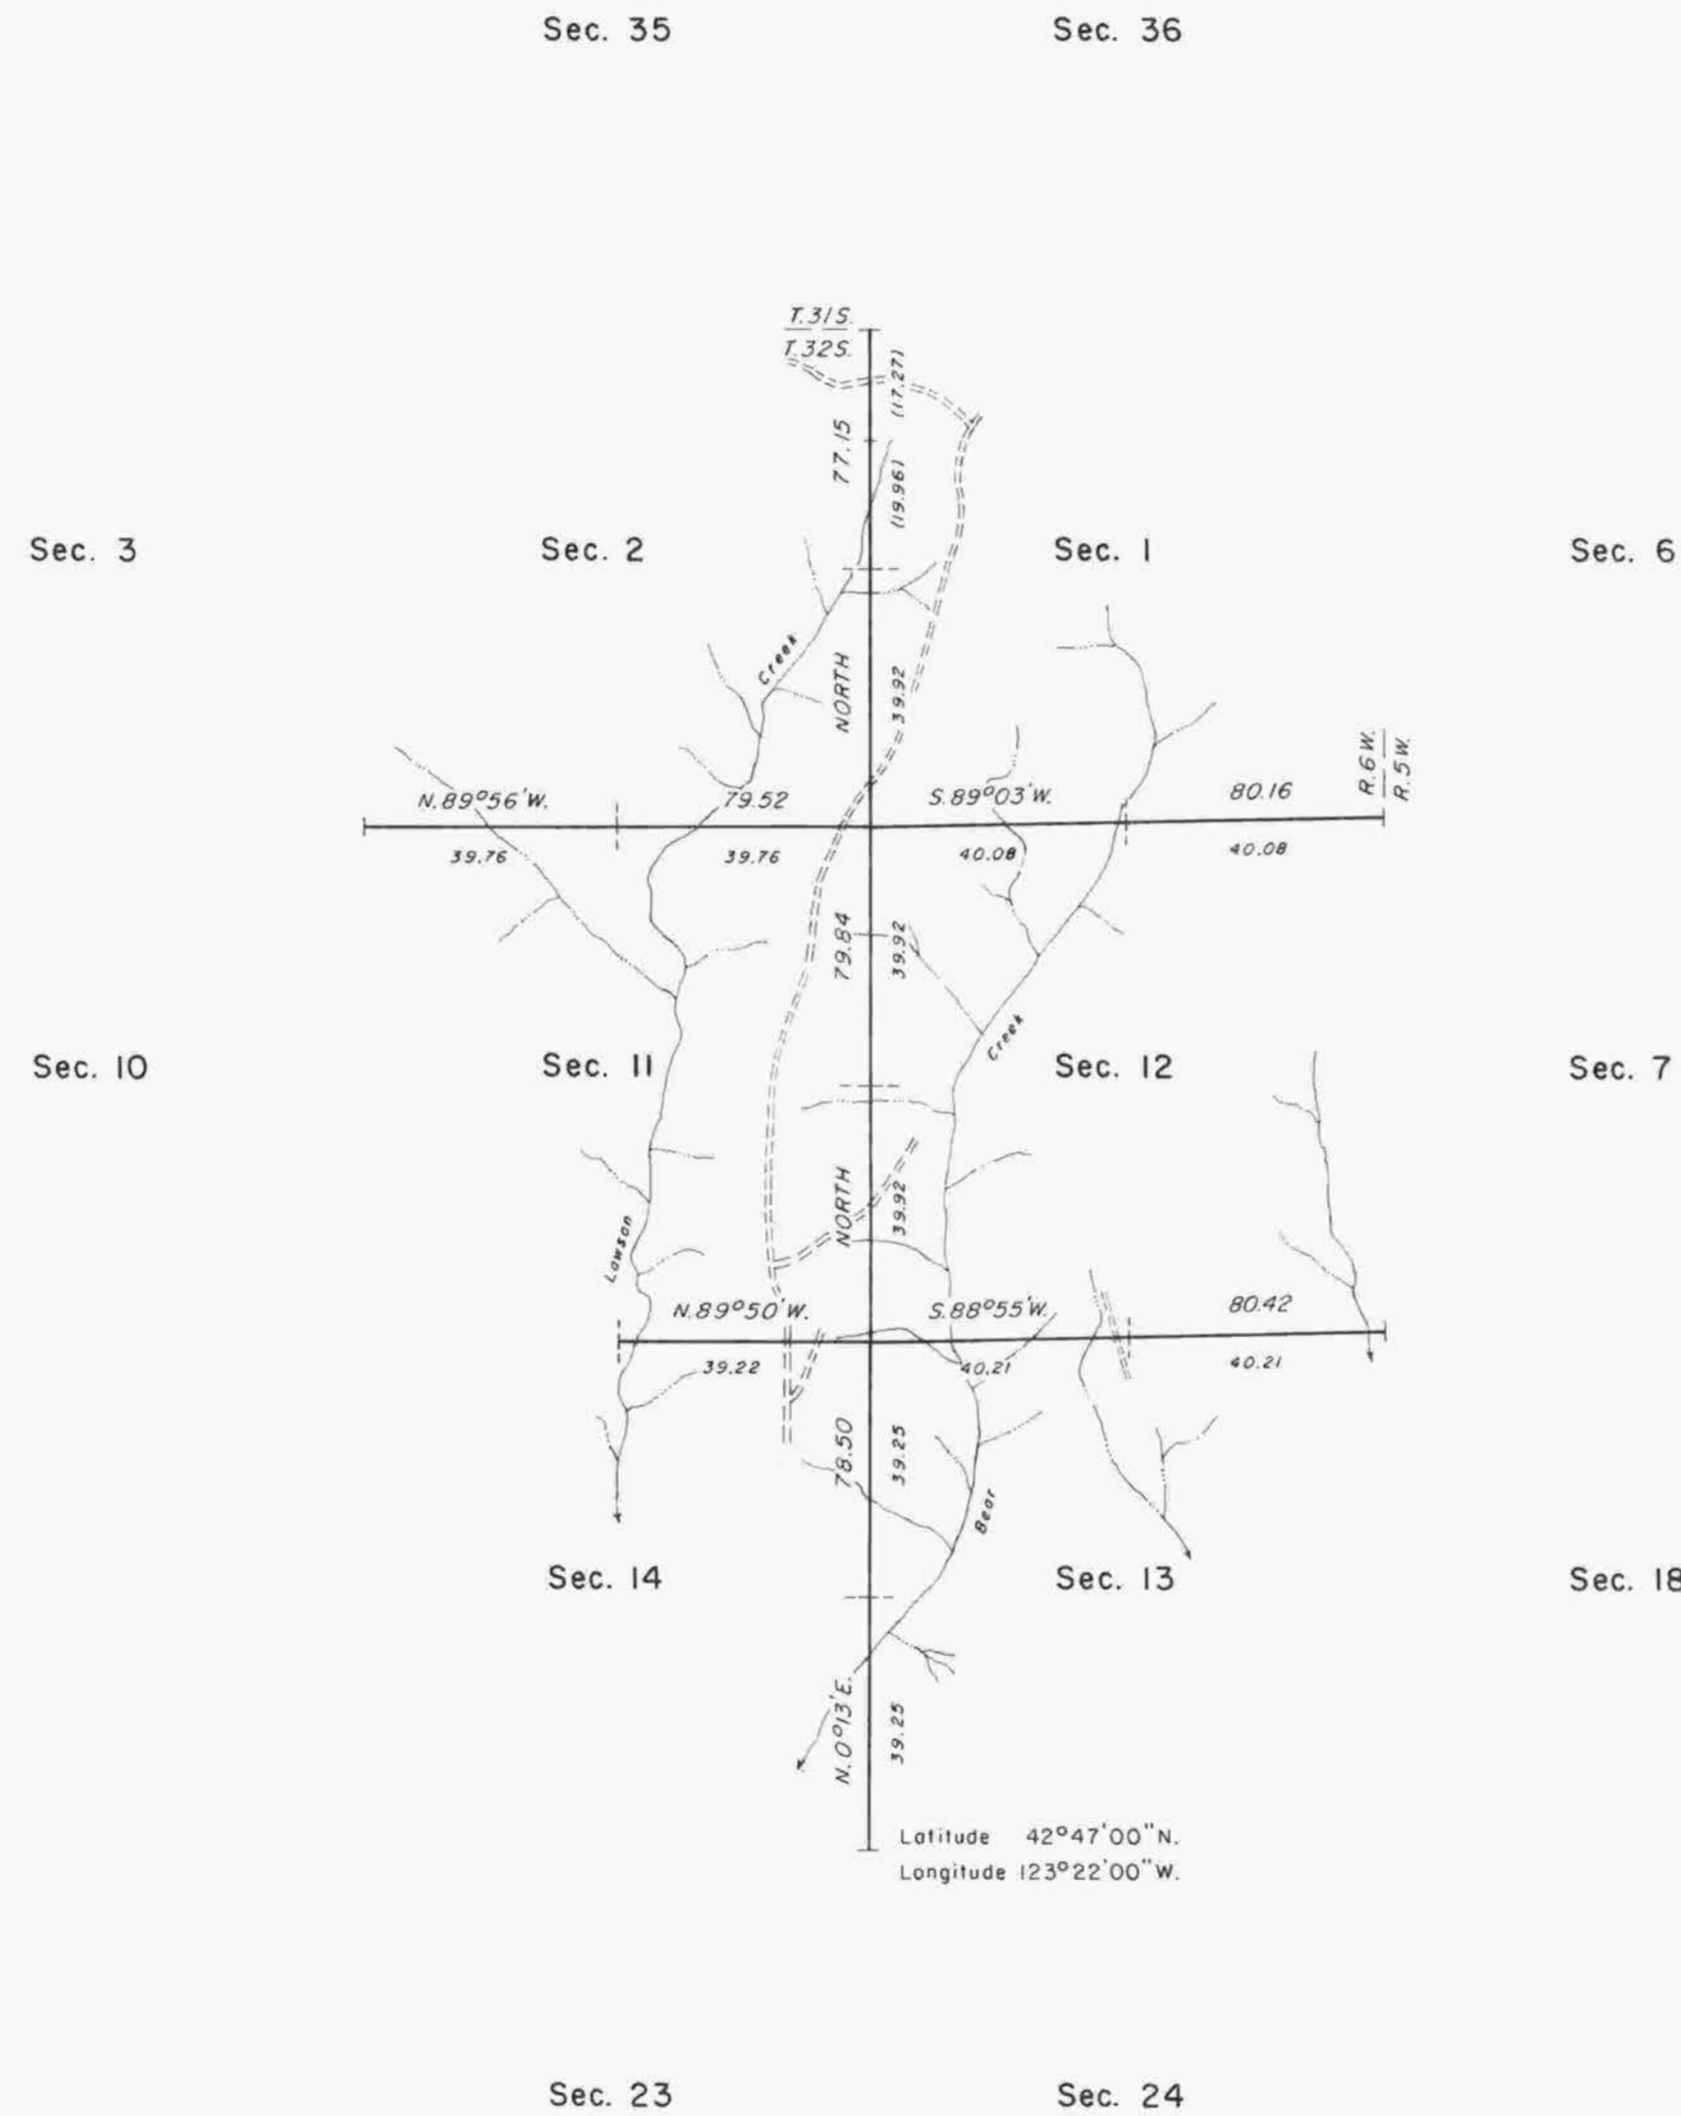 Sec. 35 Sec. 36
T.31S.
T.32S.
(17.27)
77.15
(19.96)
Sec. 3 Sec. 2 Sec. 1 Sec. 6
Creek
NORTH
39.92
R.6W.
R.5W.
N.89°56'W. 79.52 S.89°03'W. 80.16
39.76 39.76 40.08 40.08
79.84
39.92
Creek
Sec. 10 Sec. 11 Sec. 12 Sec. 7
NORTH
39.92
Lawson
N.89°50'W. S.88°55'W. 80.42
39.22 40.21 40.21
78.50
39.25
Bear
Sec. 14 Sec. 13 Sec. 18
N.0°13'E.
39.25
Latitude 42°47'00"N.
Longitude 123°22'00"W.
Sec. 23 Sec. 24